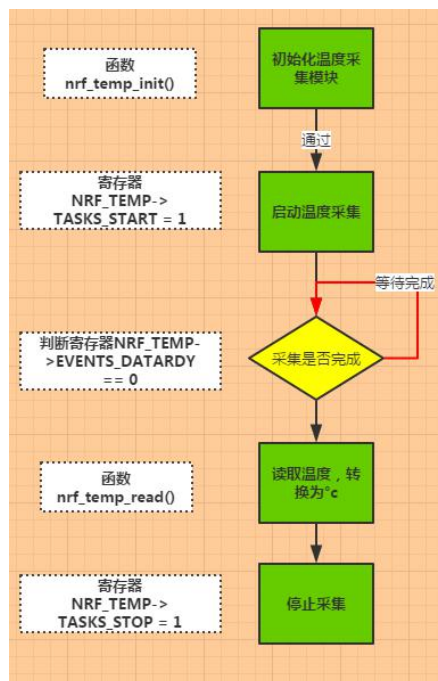 函数
nrf_temp_init()
初始化温度采
集模块
通过
寄存器
NRF_TEMP->
TASKS_START = 1
启动温度采集
等待完成
判断寄存器NRF_TEMP-
>EVENTS_DATARDY
== 0
采集是否完成
函数
nrf_temp_read()
读取温度，转
换为°c
寄存器
NRF_TEMP->
TASKS_STOP = 1
停止采集